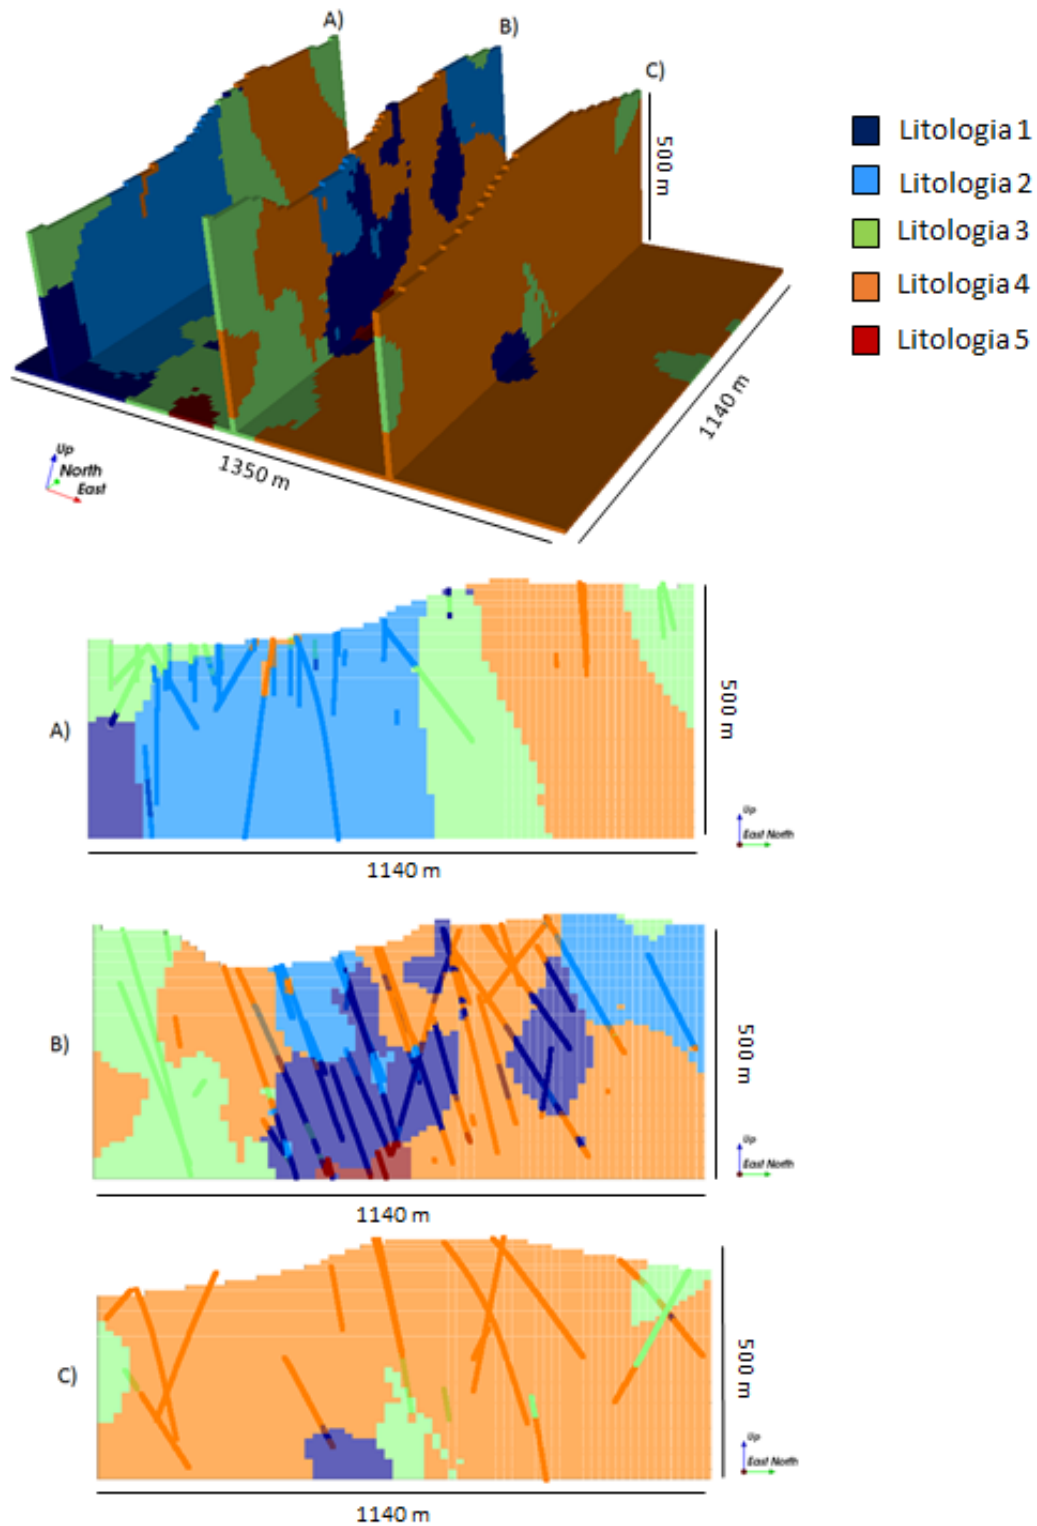 A)
B)
C)
500 m
Litologia 1
Litologia 2
Litologia 3
Litologia 4
Litologia 5
1140 m
1350 m
Up
North
East
A)
500 m
Up
East North
1140 m
B)
500 m
Up
East North
1140 m
C)
500 m
Up
East North
1140 m